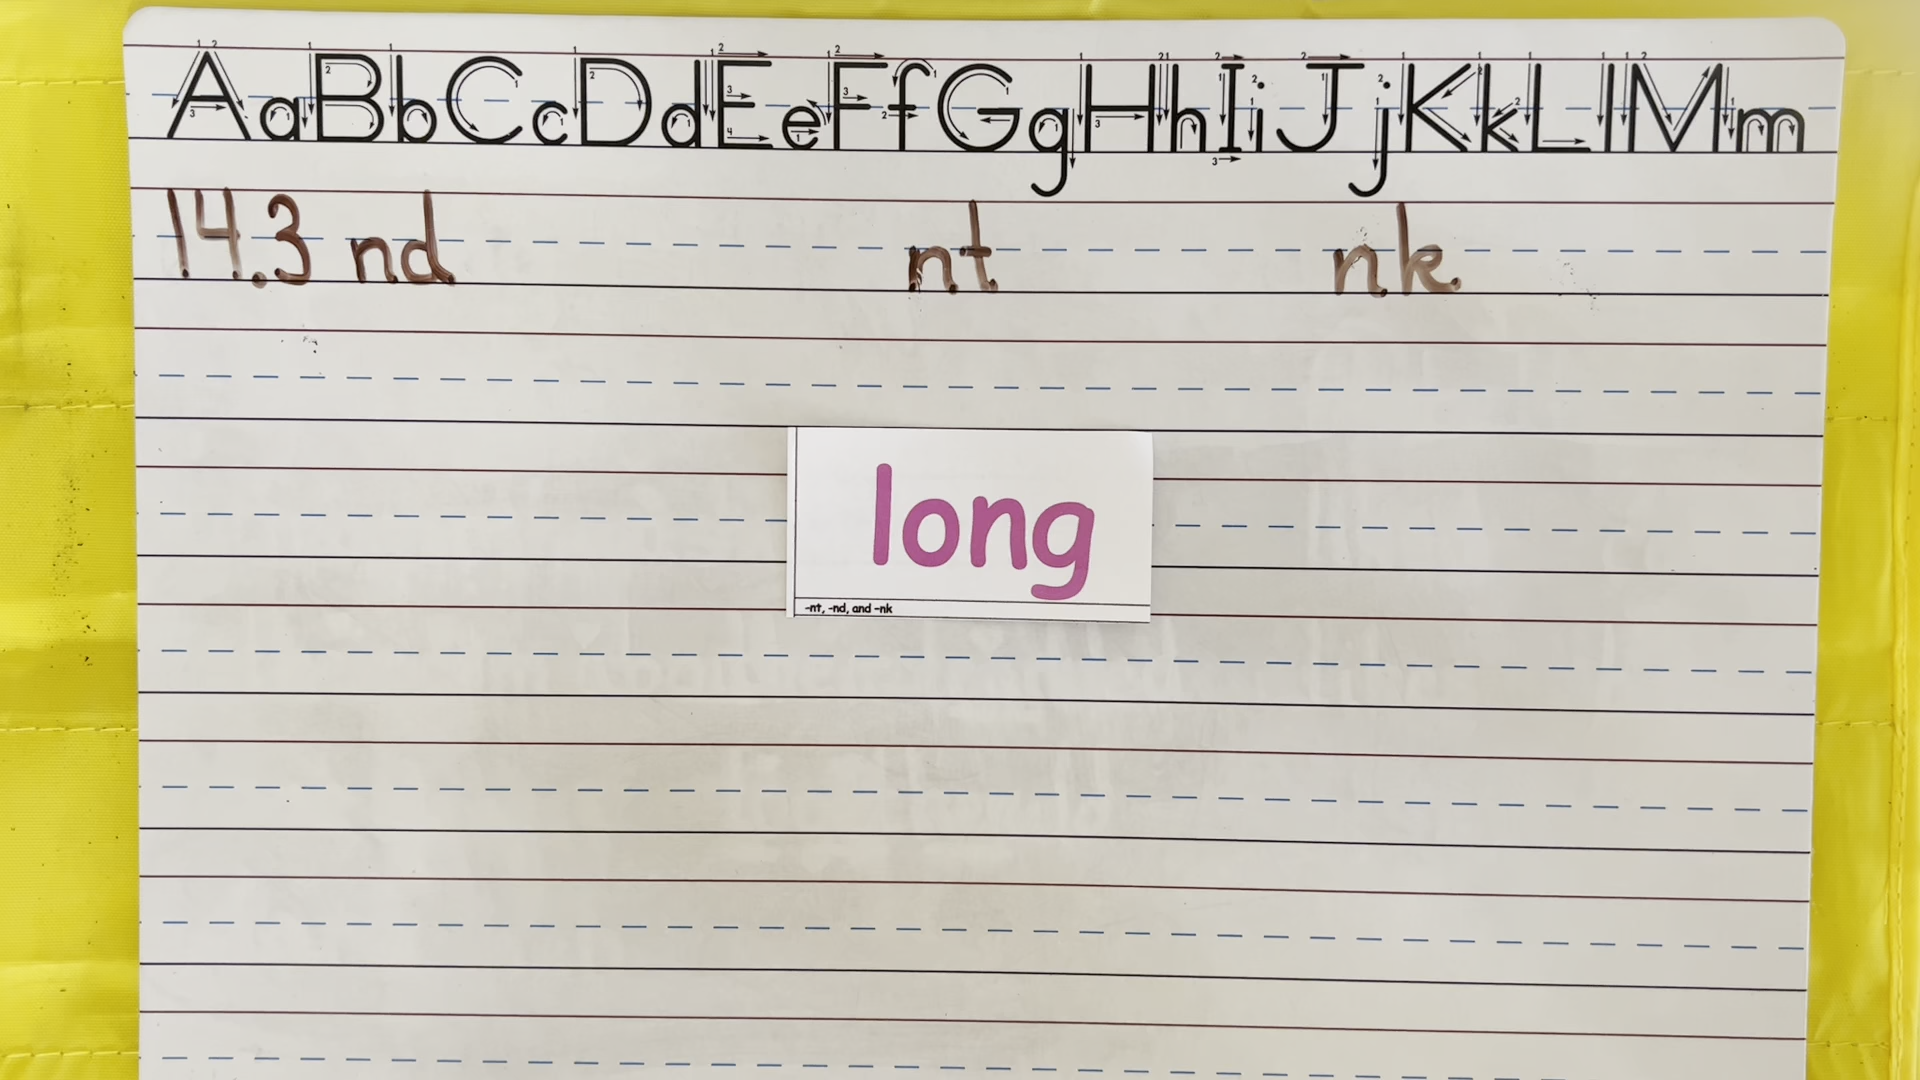 AaBbCcDdEeFfGgHhIiJjKkLlMm
14.3 nd nt nk
long
-nt, -nd, and -nk